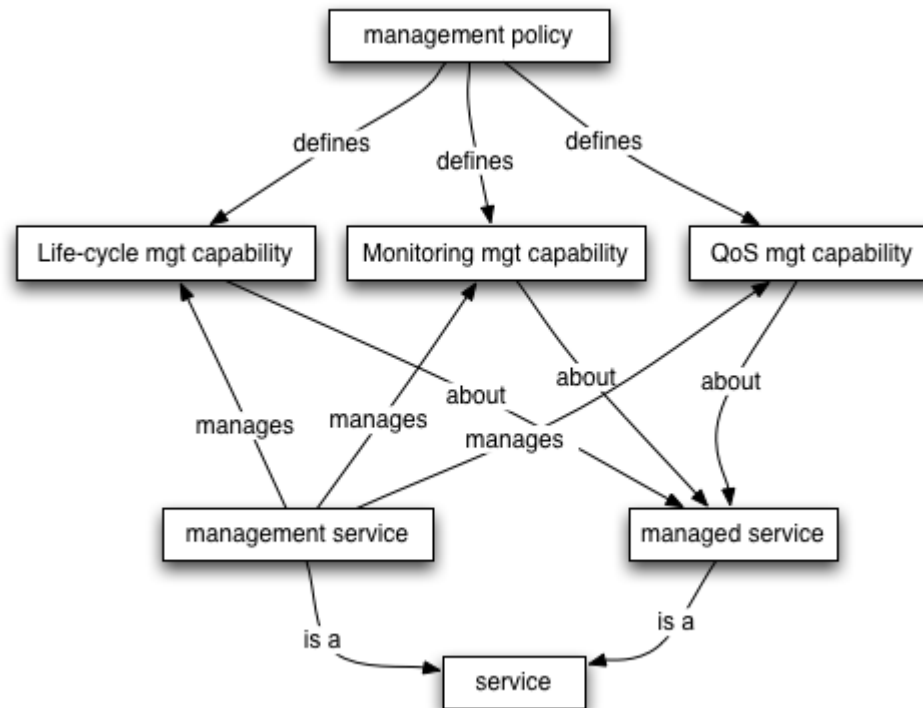 management policy
defines
defines
defines
Life-cycle mgt capability
Monitoring mgt capability
QoS mgt capability
about
about
about
manages
manages
manages
management service
managed service
is a
is a
service